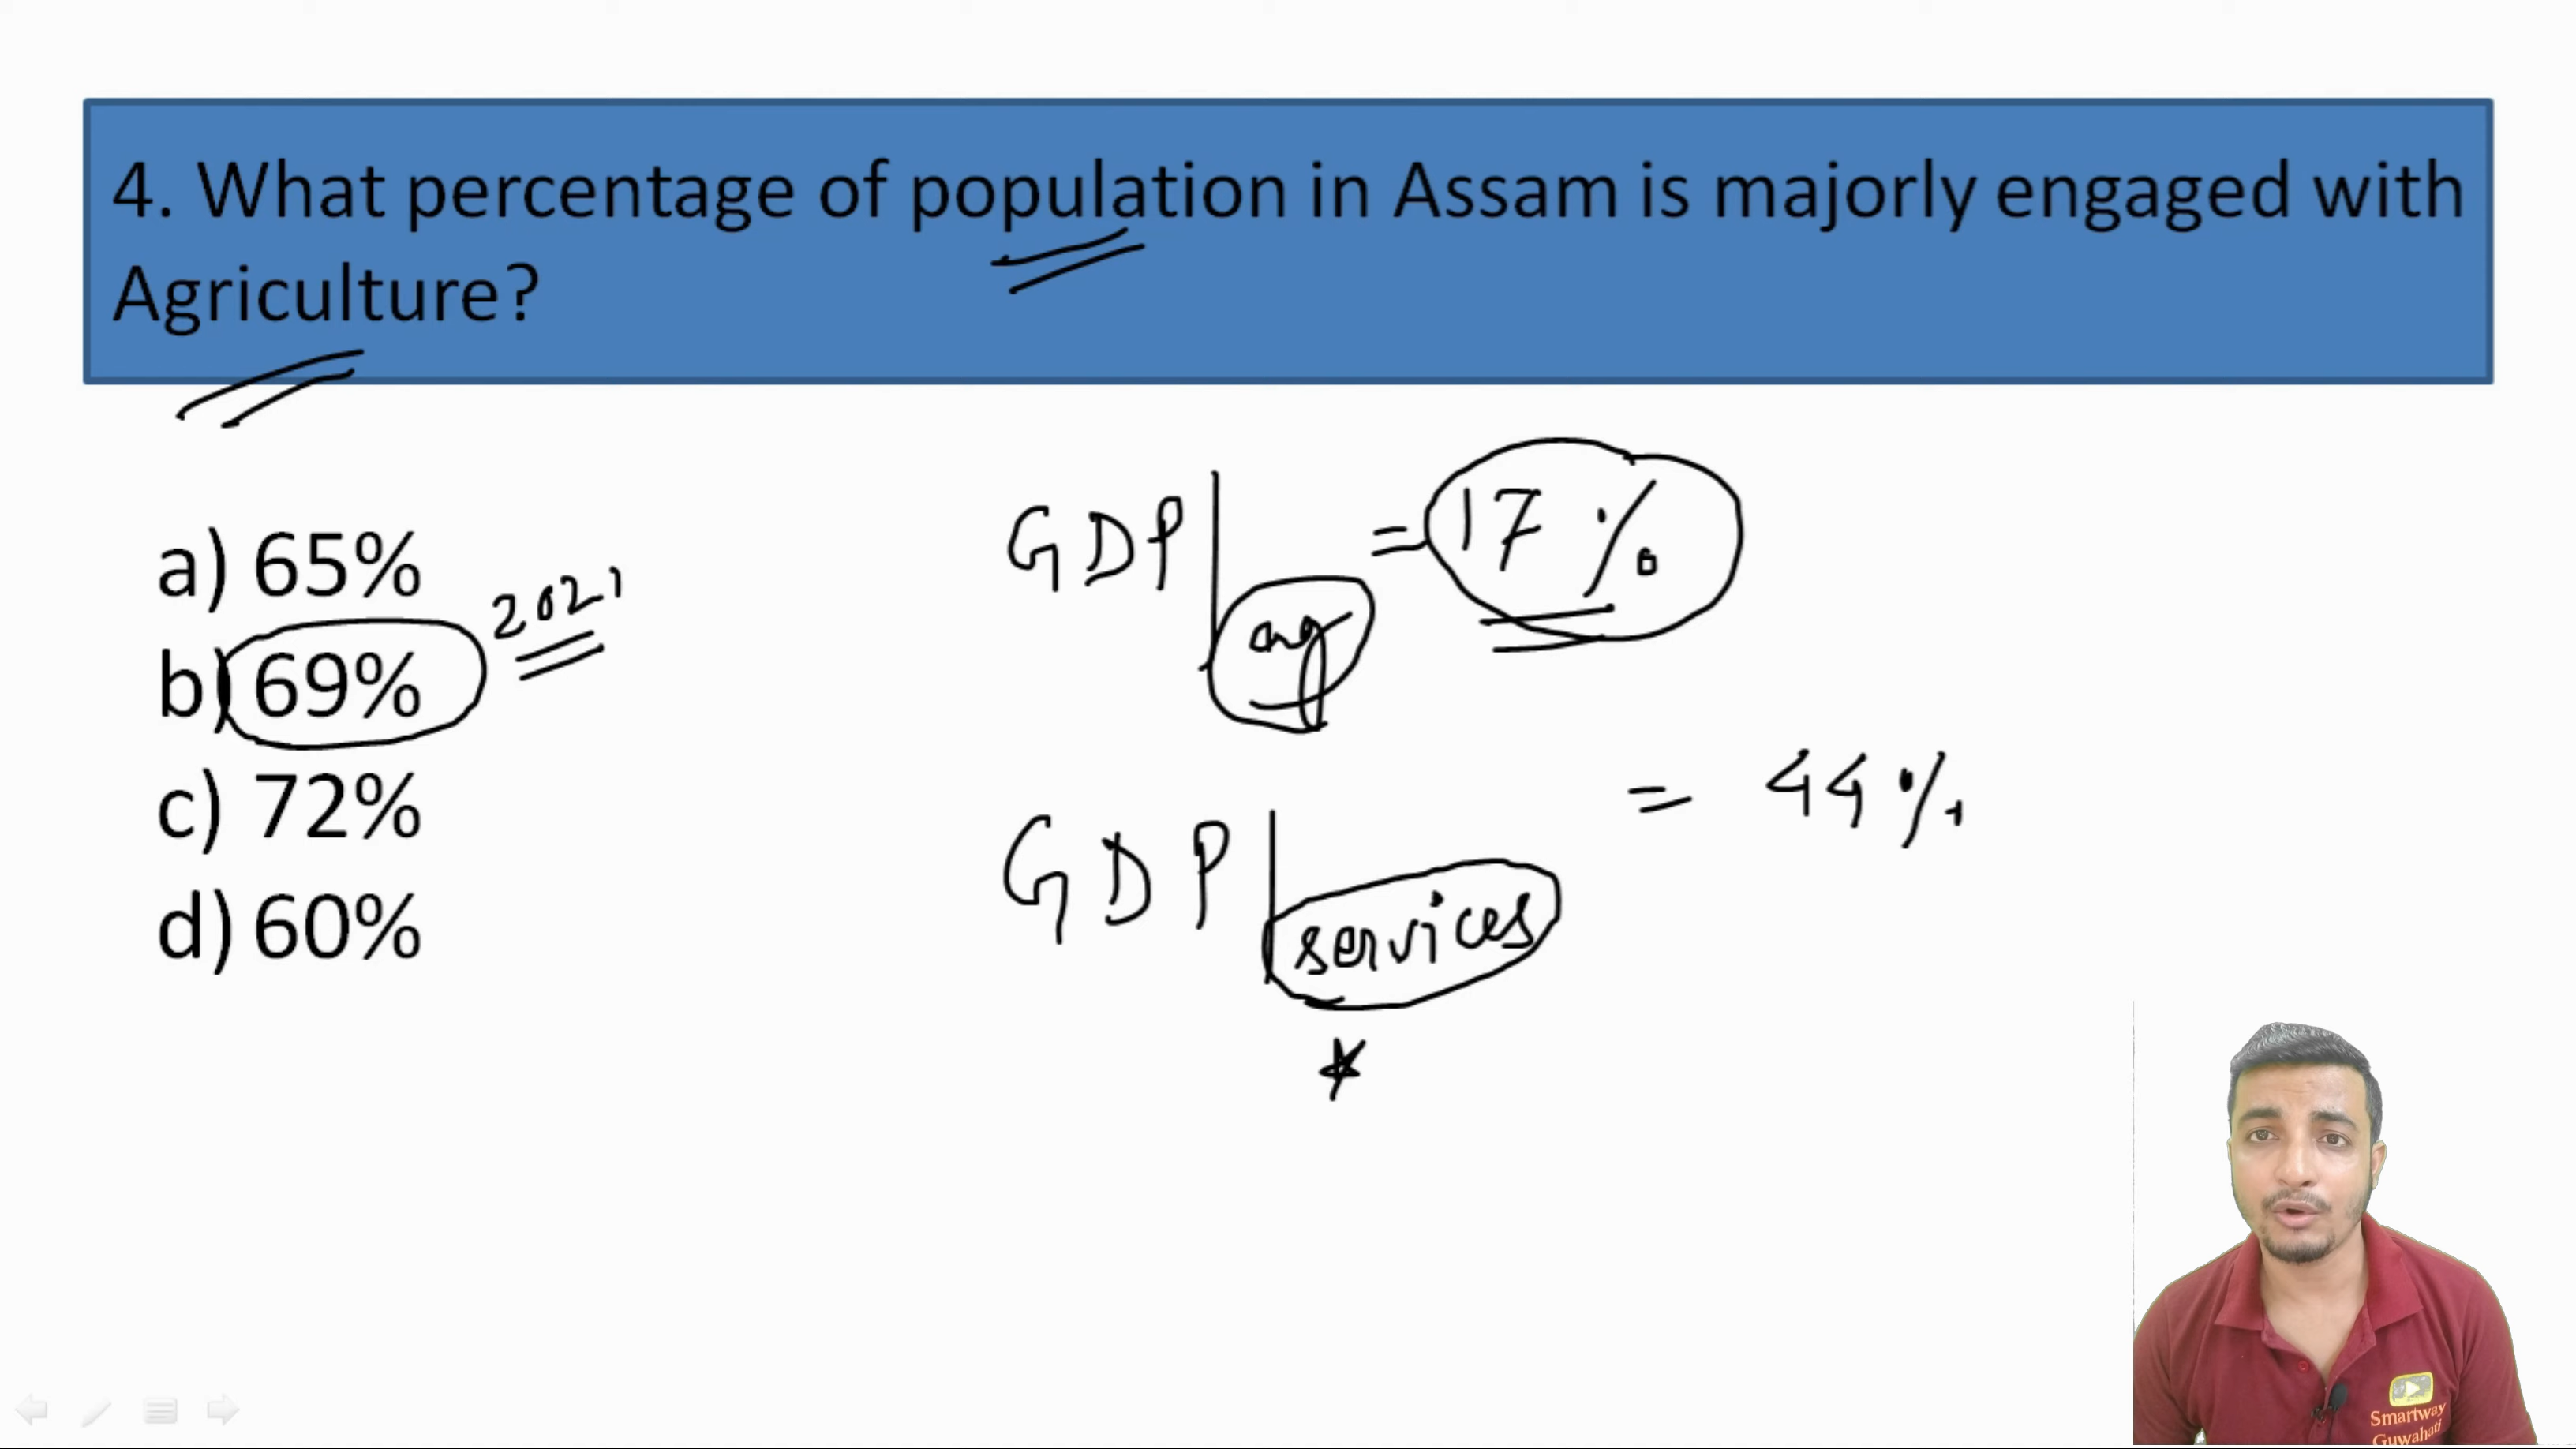 4. What percentage of population in Assam is majorly engaged with
Agriculture?
a) 65%
b) 69%
2021
c) 72%
d) 60%
GDP
ag
= 17 %
GDP
services
= 44 %
Smartway
Guwahati